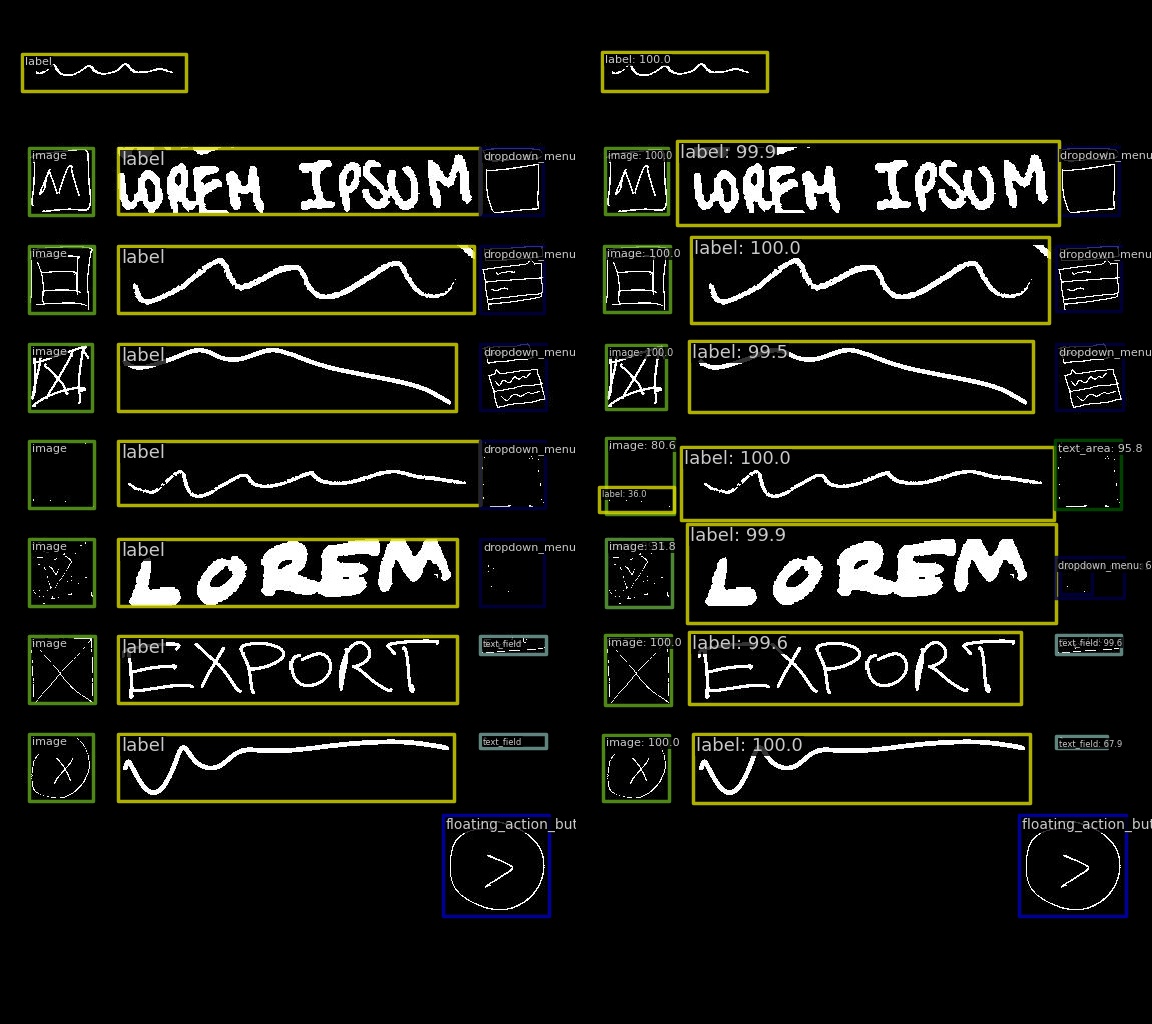 label label: 100.0
image label dropdown_menu image: 100.0 label: 99.9 dropdown_menu
M LOREM IPSUM M LOREM IPSUM
image label dropdown_menu image: 100.0 label: 100.0 dropdown_menu
image label dropdown_menu image: 100.0 label: 99.5 dropdown_menu
image label dropdown_menu image: 80.6 label: 100.0 text_area: 95.8
label: 36.0
image label dropdown_menu image: 31.8 label: 99.9 dropdown_menu: 6
LOREM LOREM
image label text_field image: 100.0 label: 99.6 text_field: 99.6
EXPORT EXPORT
image label text_field image: 100.0 label: 100.0 text_field: 67.9
X X
floating_action_but floating_action_but